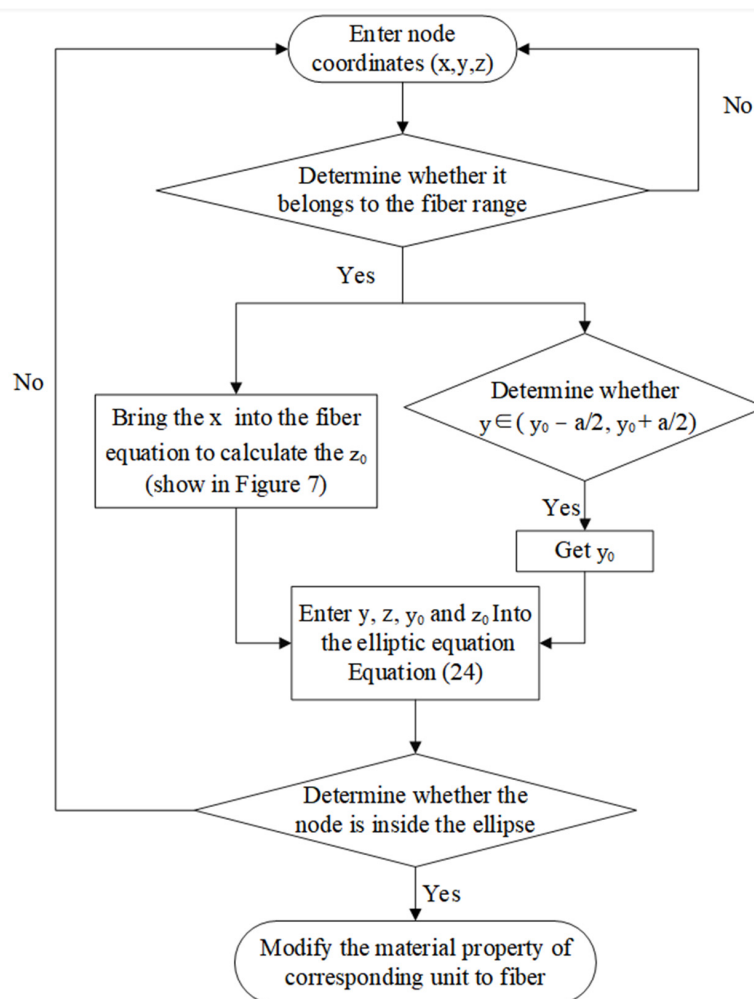 Enter node
coordinates (x,y,z)
No
Determine whether it
belongs to the fiber range
Yes
No
Bring the x into the fiber
equation to calculate the z₀
(show in Figure 7)
Determine whether
y∈( y₀ − a/2, y₀+ a/2)
Yes
Get y₀
Enter y, z, y₀ and z₀ Into
the elliptic equation
Equation (24)
Determine whether the
node is inside the ellipse
Yes
Modify the material property of
corresponding unit to fiber